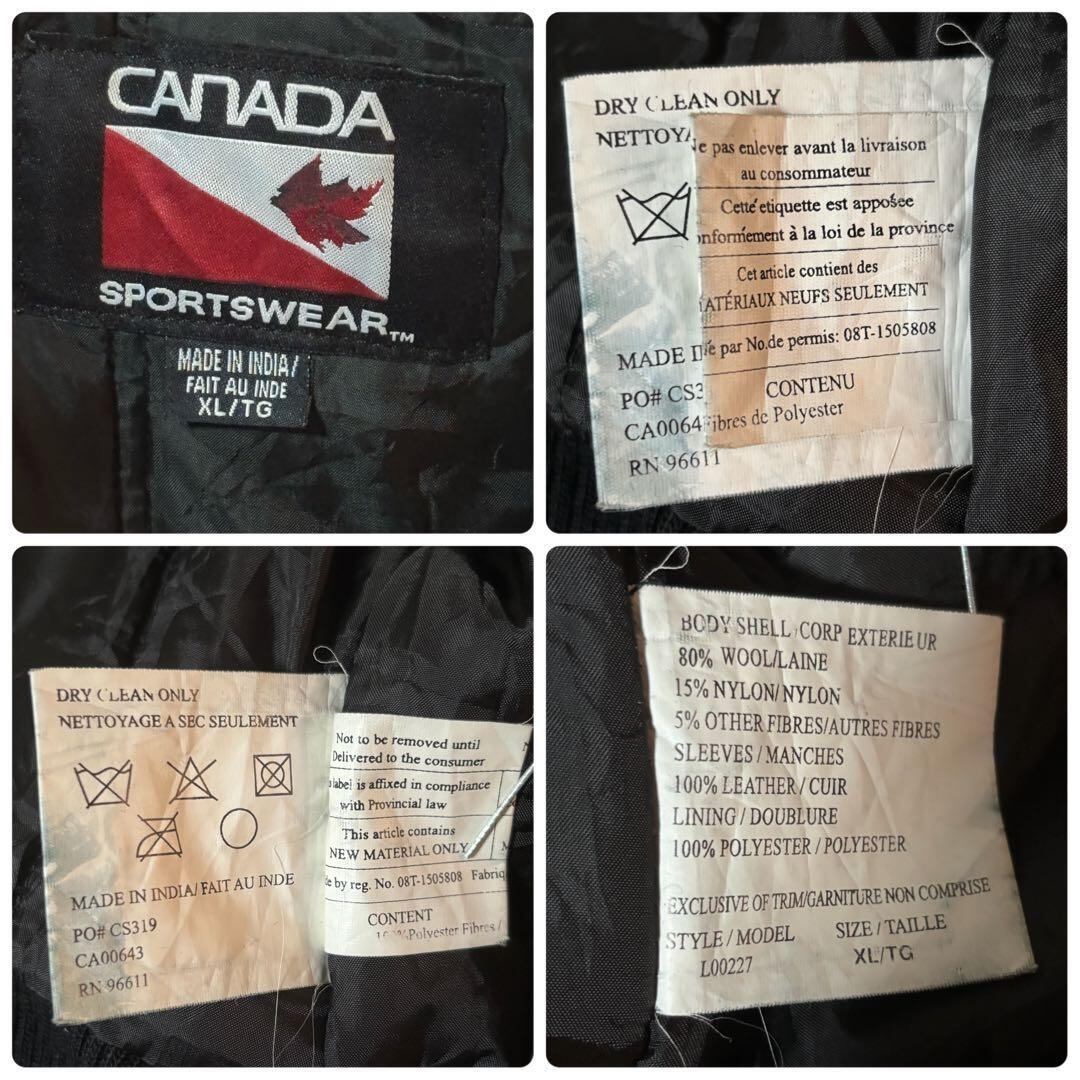 CANADA
SPORTSWEAR™
MADE IN INDIA/
FAIT AU INDE
XL/TG
DRY CLEAN ONLY
NETTOYA
e pas enlever avant la livraison
au consommateur
Cette etiquette est apposée
onformement à la loi de la province
Cet article contient des
MATÉRIAUX NEUFS SEULEMENT
MADE I
par No.de permis: 08T-1505808
PO# CS3
CONTENU
CA0064
Fibres de Polyester
RN 96611
DRY CLEAN ONLY
NETTOYAGE A SEC SEULEMENT
MADE IN INDIA/ FAIT AU INDE
PO# CS319
CA00643
RN 96611
Not to be removed until
Delivered to the consumer
label is affixed in compliance
with Provincial law
This article contains
NEW MATERIAL ONLY
de by reg. No. 08T-1505808 Fabriq
CONTENT
Polyester Fibres /
BODY SHELL/CORP EXTERIEUR
80% WOOL/LAINE
15% NYLON/NYLON
5% OTHER FIBRES/AUTRES FIBRES
SLEEVES / MANCHES
100% LEATHER / CUIR
LINING / DOUBLURE
100% POLYESTER / POLYESTER
EXCLUSIVE OF TRIM/GARNITURE NON COMPRISE
STYLE / MODEL SIZE / TAILLE
L00227 XL/TG